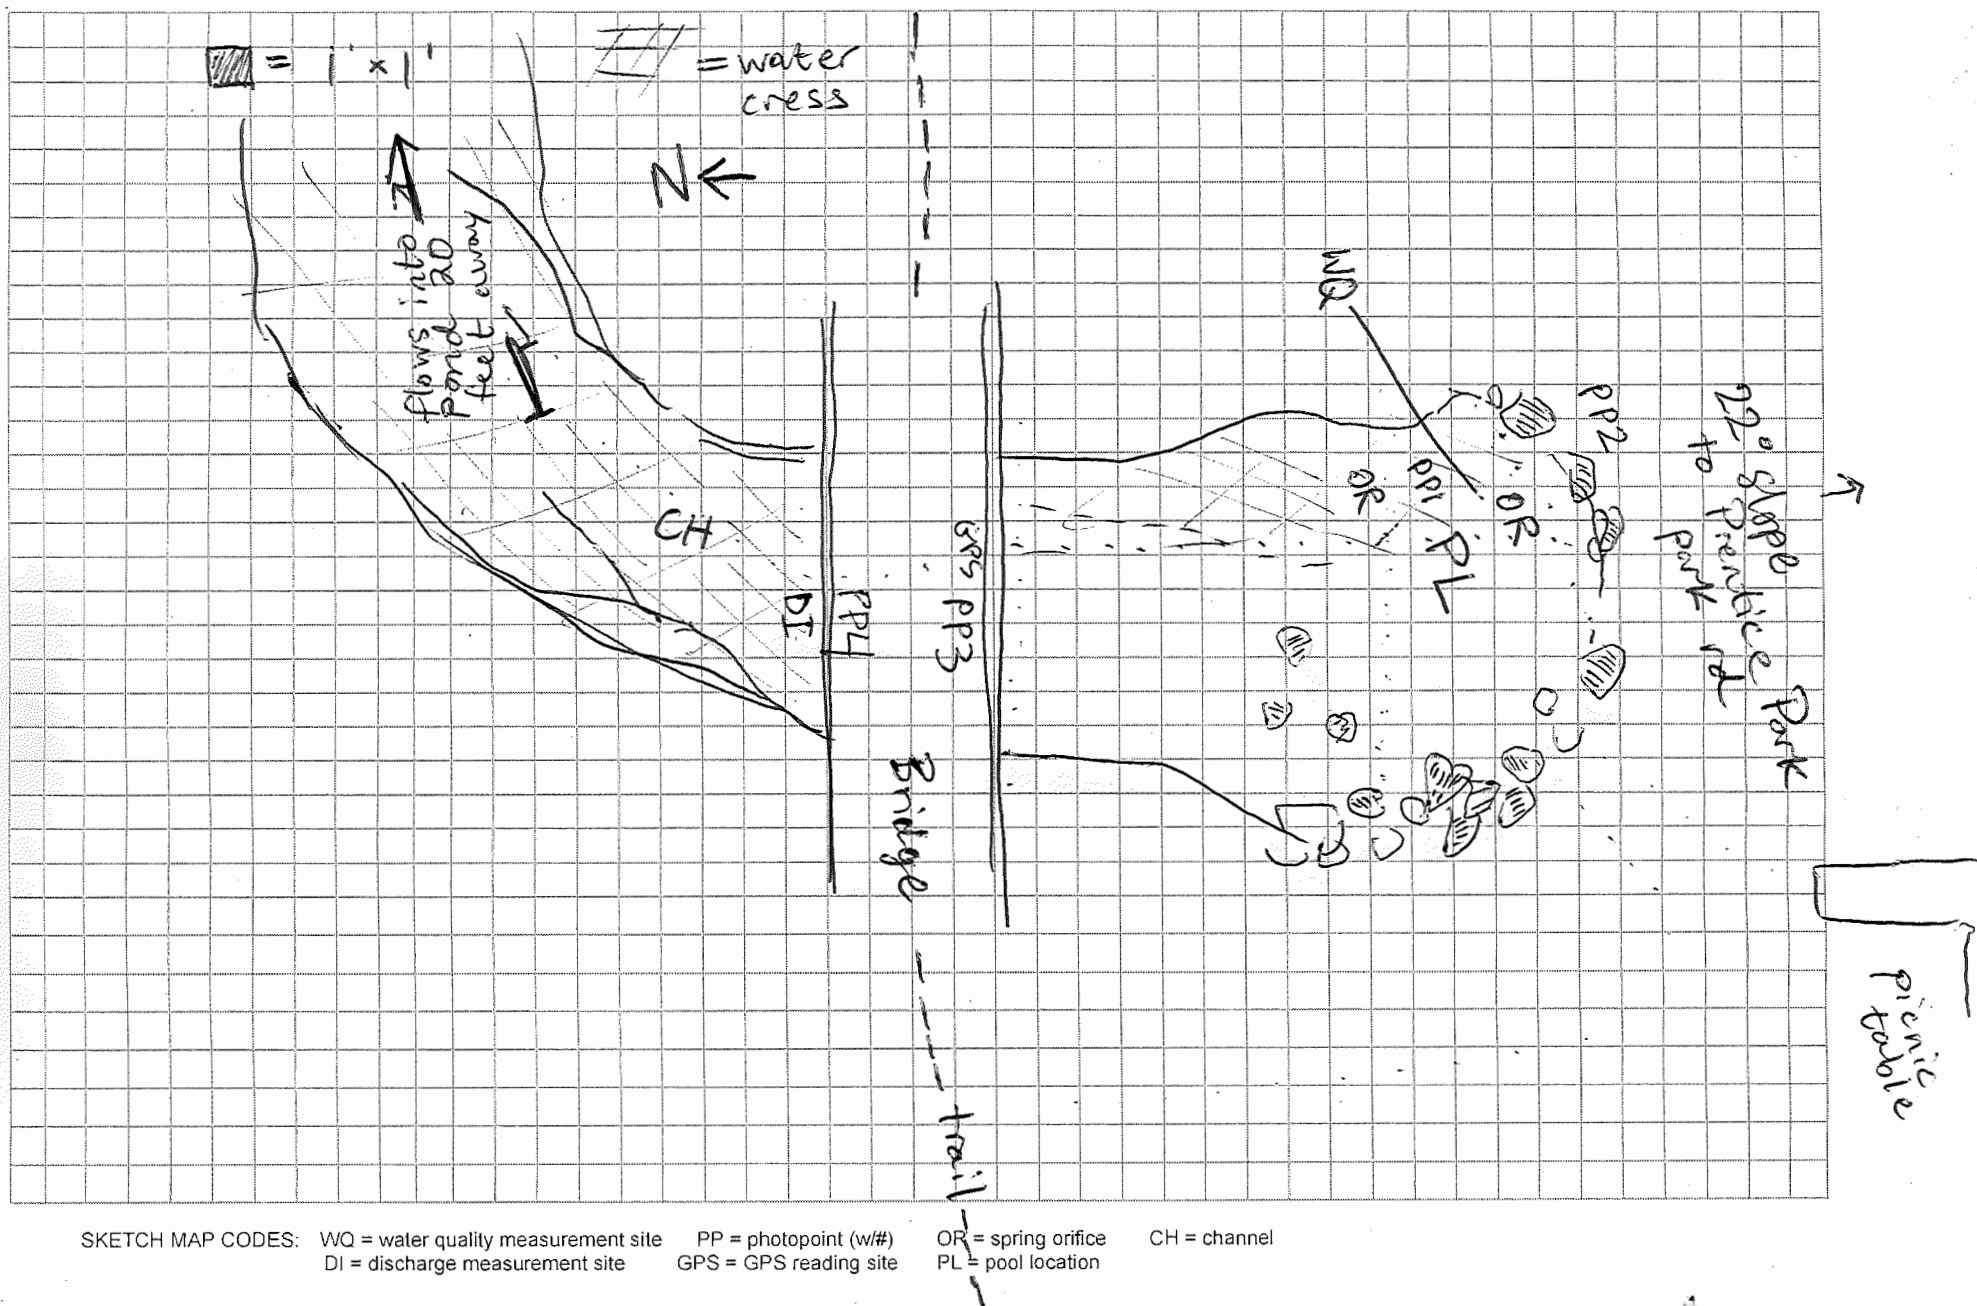 = 1' x 1'
= water
cress
N
flows into
pond 20
feet away
WQ
PP2
22° slope
to Prentice Park
park rd
OR
PP1
OR
PL
CH
GPS PP3
DI
PP4
Bridge
trail
picnic
table
SKETCH MAP CODES: WQ = water quality measurement site PP = photopoint (w/#) OR = spring orifice CH = channel
DI = discharge measurement site GPS = GPS reading site PL = pool location